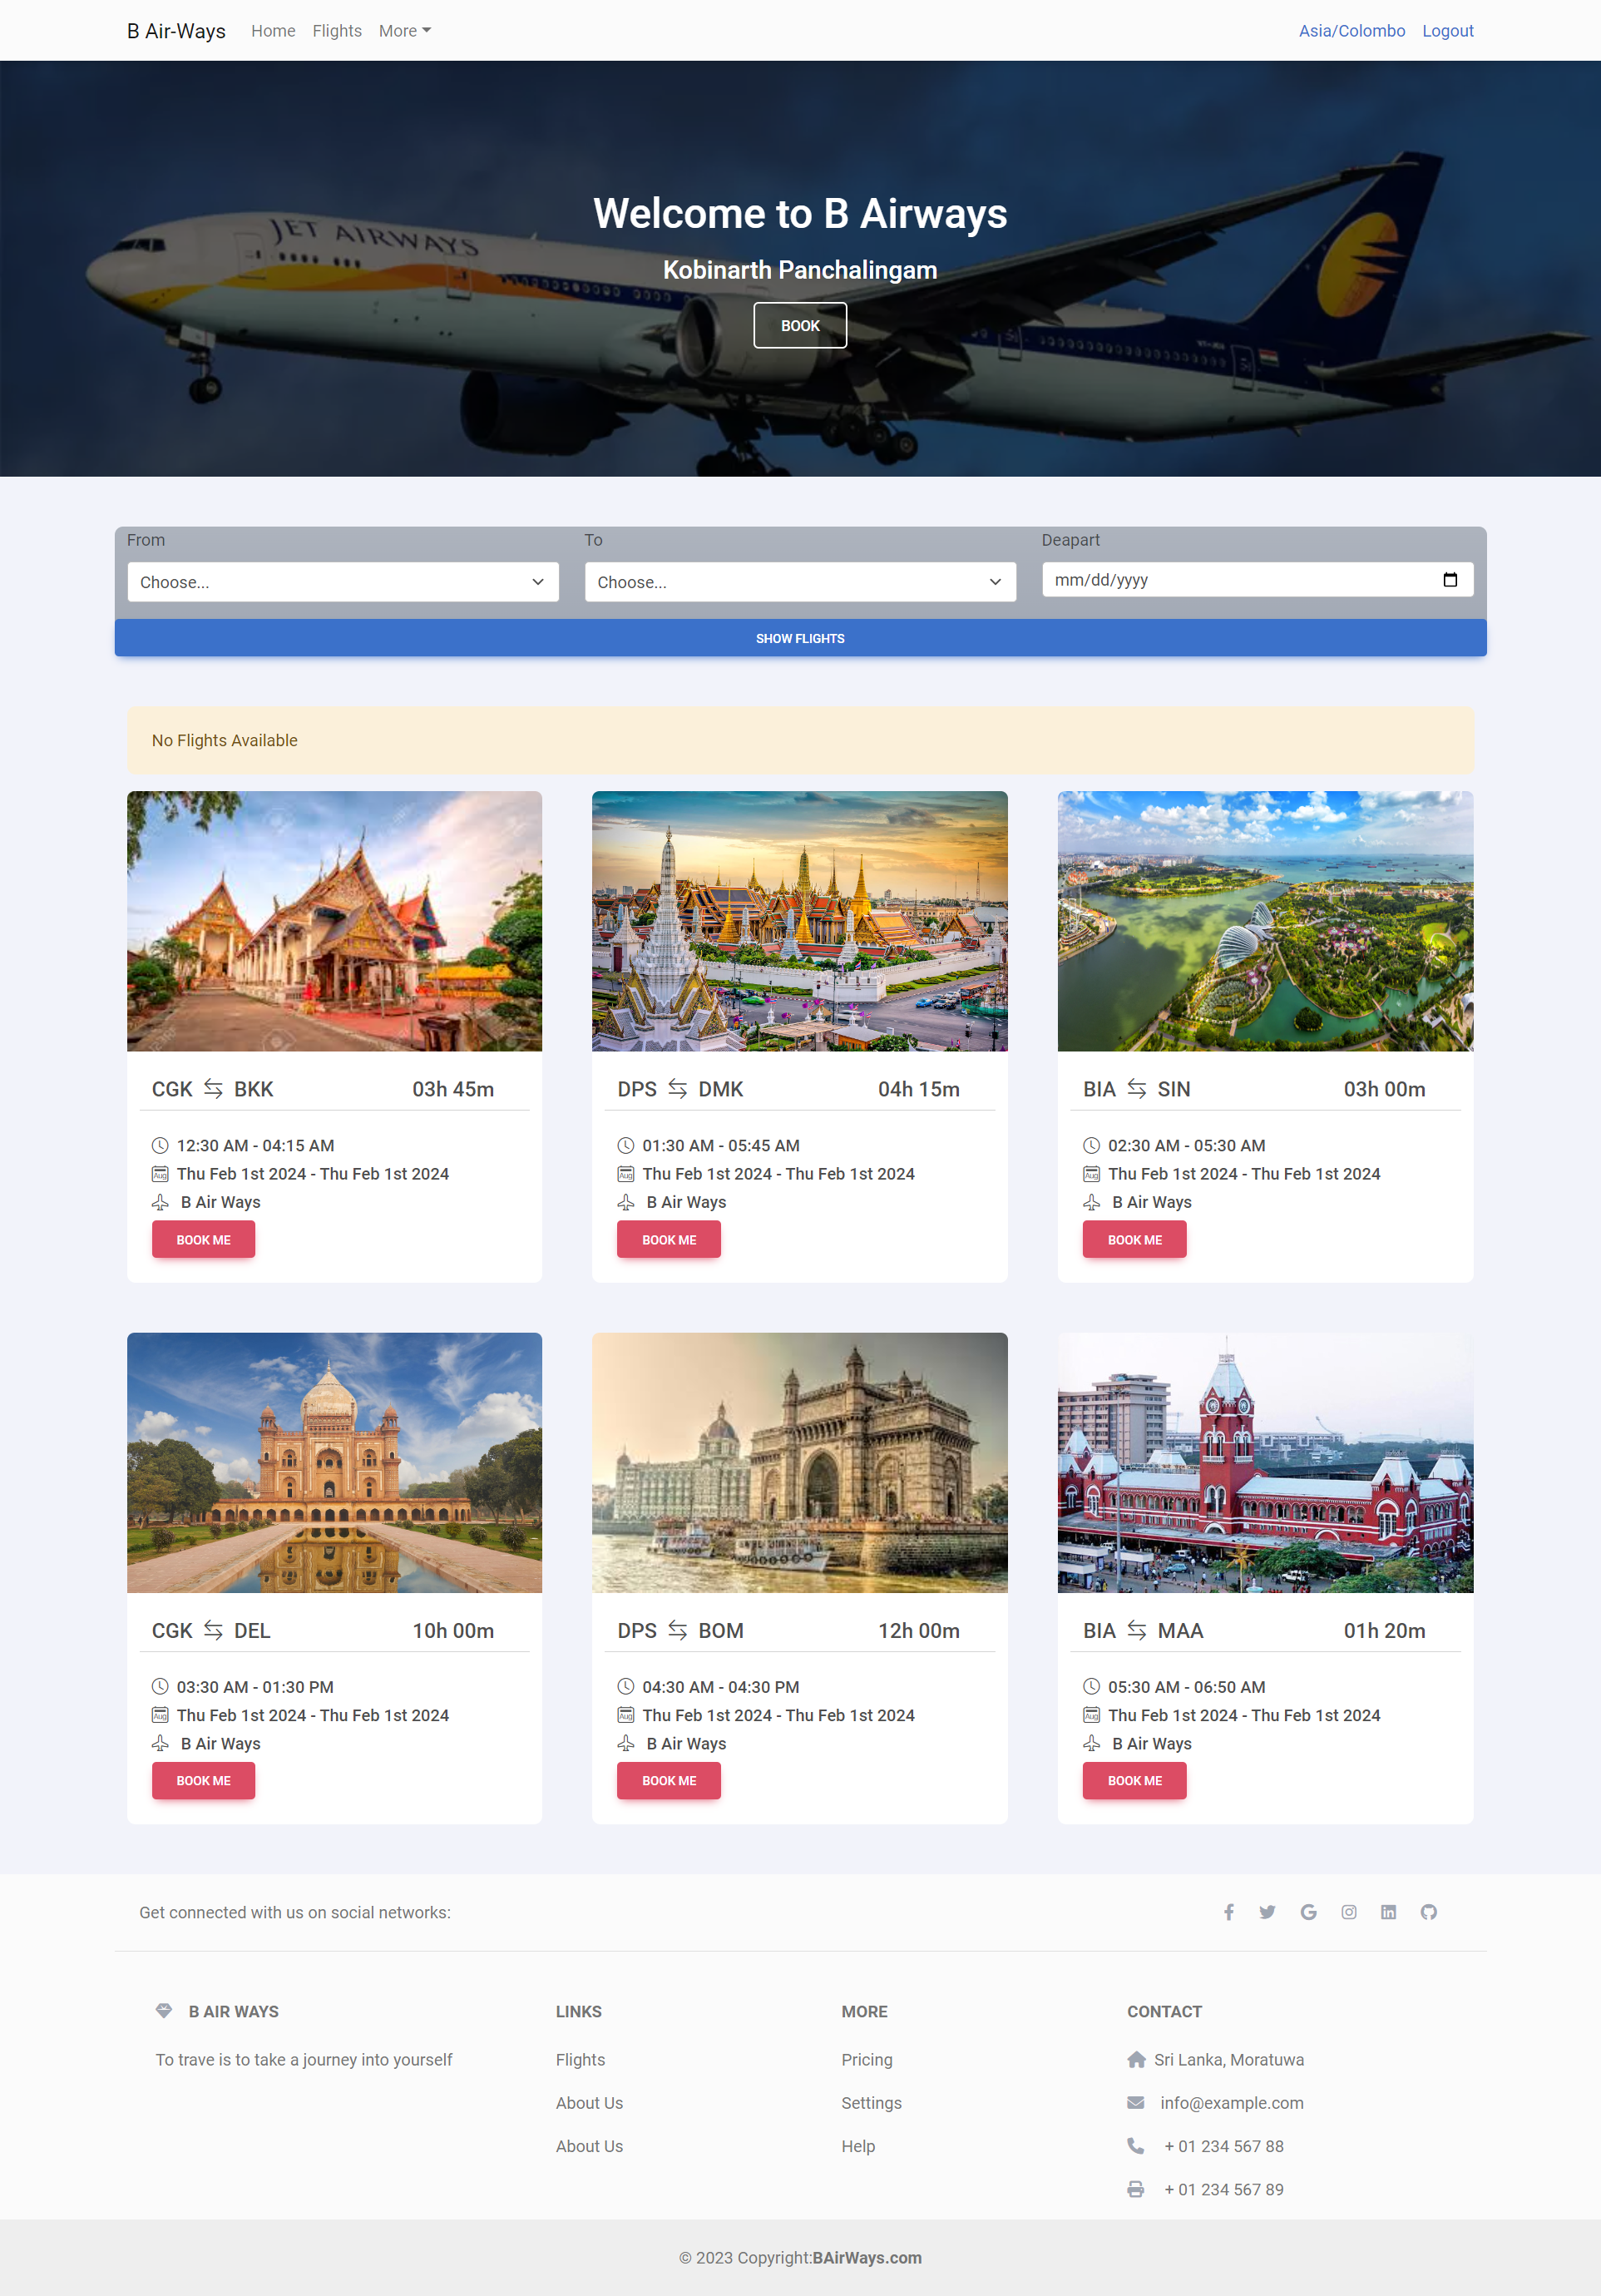 B Air-Ways Home Flights More Asia/Colombo Logout
JET AIRWAYS
Welcome to B Airways
Kobinarth Panchalingam
BOOK
From To Deapart
Choose... Choose... mm/dd/yyyy
SHOW FLIGHTS
No Flights Available
CGK BKK 03h 45m
12:30 AM - 04:15 AM
Thu Feb 1st 2024 - Thu Feb 1st 2024
B Air Ways
BOOK ME
DPS DMK 04h 15m
01:30 AM - 05:45 AM
Thu Feb 1st 2024 - Thu Feb 1st 2024
B Air Ways
BOOK ME
BIA SIN 03h 00m
02:30 AM - 05:30 AM
Thu Feb 1st 2024 - Thu Feb 1st 2024
B Air Ways
BOOK ME
CGK DEL 10h 00m
03:30 AM - 01:30 PM
Thu Feb 1st 2024 - Thu Feb 1st 2024
B Air Ways
BOOK ME
DPS BOM 12h 00m
04:30 AM - 04:30 PM
Thu Feb 1st 2024 - Thu Feb 1st 2024
B Air Ways
BOOK ME
BIA MAA 01h 20m
05:30 AM - 06:50 AM
Thu Feb 1st 2024 - Thu Feb 1st 2024
B Air Ways
BOOK ME
Get connected with us on social networks:
B AIR WAYS
To trave is to take a journey into yourself
LINKS
Flights
About Us
About Us
MORE
Pricing
Settings
Help
CONTACT
Sri Lanka, Moratuwa
info@example.com
+ 01 234 567 88
+ 01 234 567 89
© 2023 Copyright:BAirWays.com